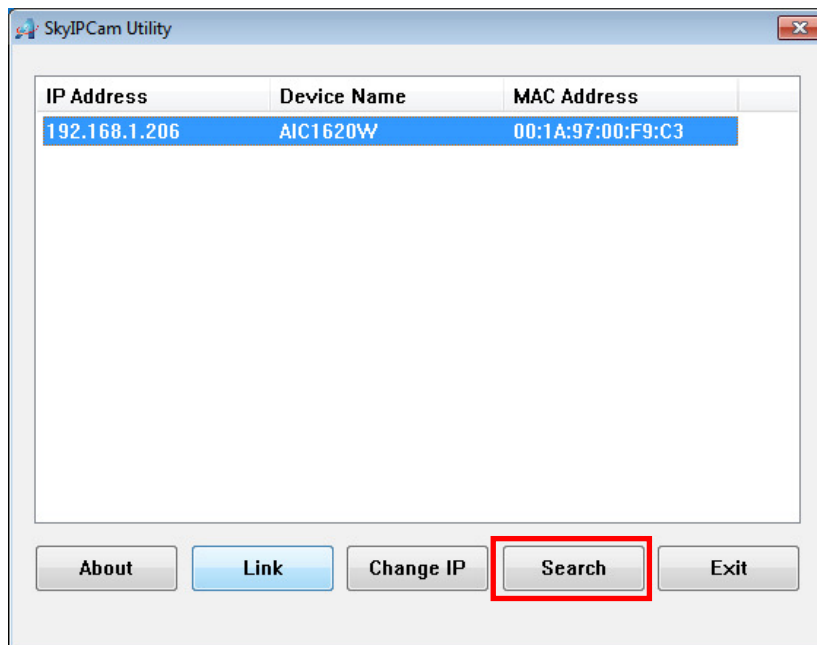 SkyIPCam Utility
IP Address Device Name MAC Address
192.168.1.206 AIC1620W 00:1A:97:00:F9:C3
About Link Change IP Search Exit